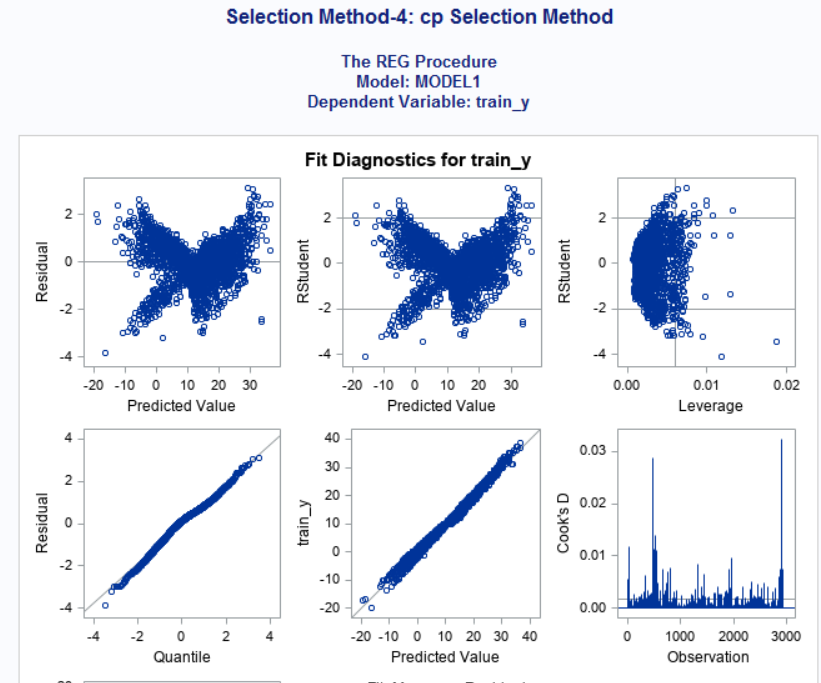 Selection Method-4: cp Selection Method
The REG Procedure
Model: MODEL1
Dependent Variable: train_y
Fit Diagnostics for train_y
Residual
2
0
-2
-4
-20 -10 0 10 20 30
Predicted Value
RStudent
2
0
-2
-4
-20 -10 0 10 20 30
Predicted Value
RStudent
2
0
-2
-4
0.00 0.01 0.02
Leverage
Residual
4
2
0
-2
-4
-4 -2 0 2 4
Quantile
train_y
40
30
20
10
0
-10
-20
-20 -10 0 10 20 30 40
Predicted Value
Cook's D
0.03
0.02
0.01
0.00
0 1000 2000 3000
Observation